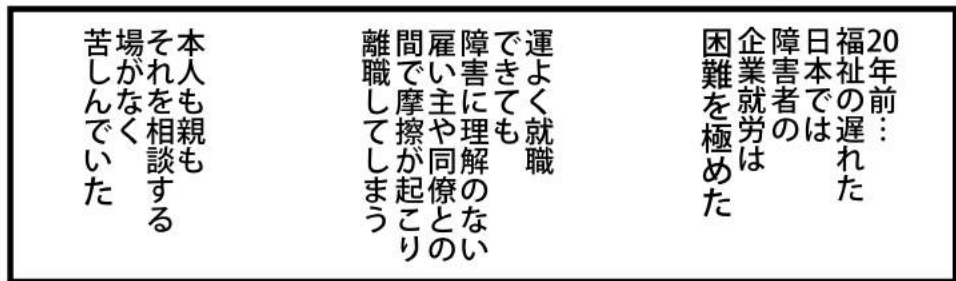 20年前…
福祉の遅れた
日本では
障害者の
企業就労は
困難を極めた
運よく就職
できても
障害に理解のない
雇い主や同僚との
間で摩擦が起こり
離職してしまう
本人も親も
それを相談する
場がなく
苦しんでいた